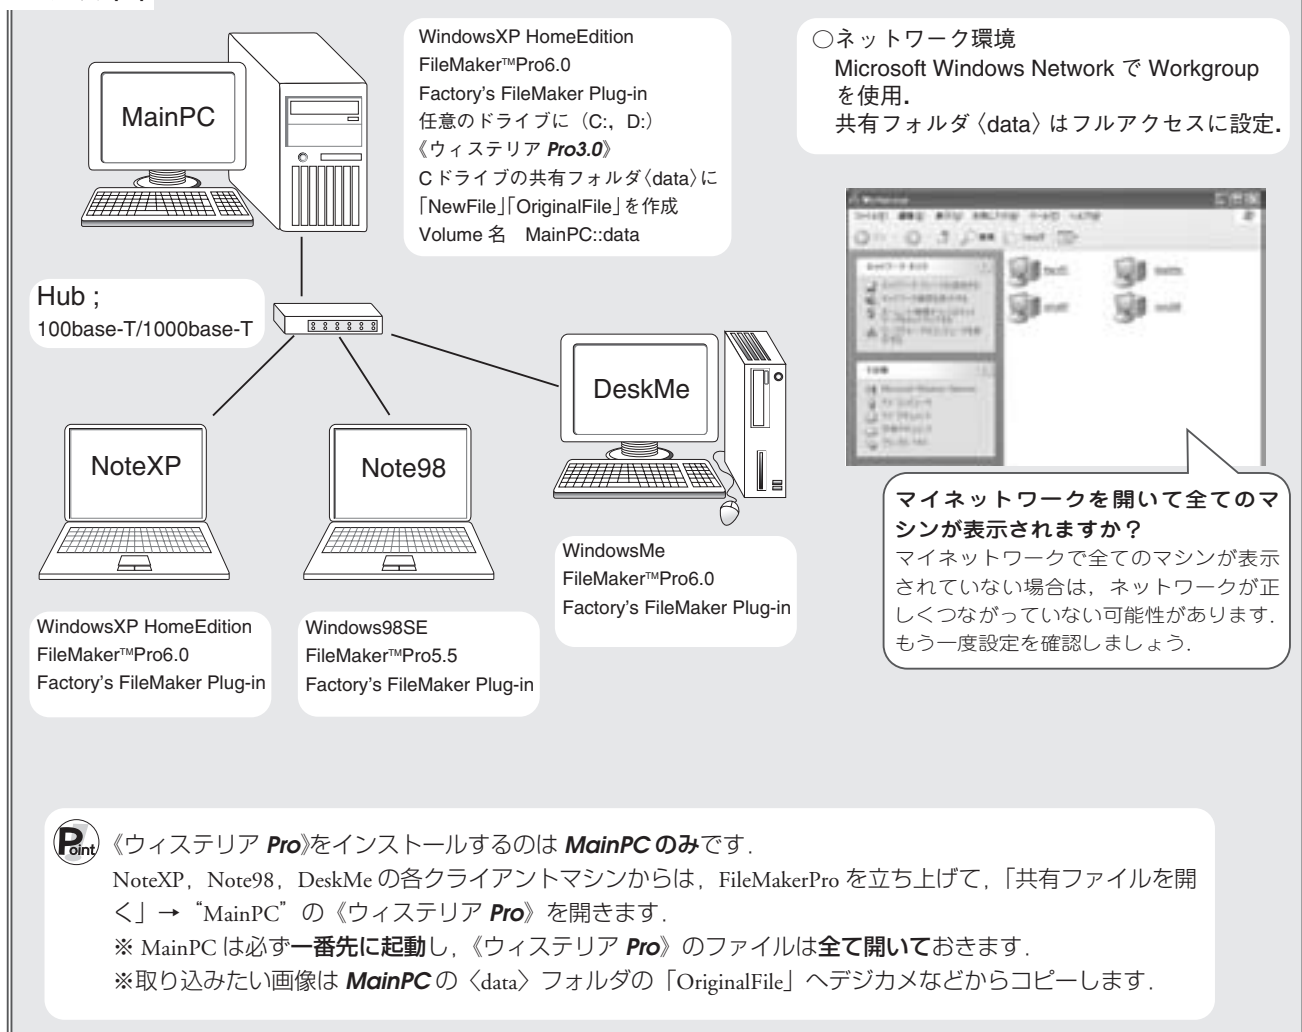 MainPC
WindowsXP HomeEdition
FileMaker™Pro6.0
Factory's FileMaker Plug-in
任意のドライブに（C:，D:）
《ウィステリア Pro3.0》
Cドライブの共有フォルダ〈data〉に
「NewFile」「OriginalFile」を作成
Volume 名　MainPC::data
○ネットワーク環境
Microsoft Windows Network で Workgroup
を使用.
共有フォルダ〈data〉はフルアクセスに設定.
Hub ;
100base-T/1000base-T
DeskMe
NoteXP
Note98
マイネットワークを開いて全てのマ
シンが表示されますか？
マイネットワークで全てのマシンが表示
されていない場合は，ネットワークが正
しくつながっていない可能性があります.
もう一度設定を確認しましょう.
WindowsMe
FileMaker™Pro6.0
Factory's FileMaker Plug-in
WindowsXP HomeEdition
FileMaker™Pro6.0
Factory's FileMaker Plug-in
Windows98SE
FileMaker™Pro5.5
Factory's FileMaker Plug-in
Point 《ウィステリア Pro》をインストールするのは MainPC のみです.
NoteXP，Note98，DeskMe の各クライアントマシンからは，FileMakerPro を立ち上げて，「共有ファイルを開
く」→“MainPC”の《ウィステリア Pro》を開きます.
※ MainPC は必ず一番先に起動し，《ウィステリア Pro》のファイルは全て開いておきます.
※取り込みたい画像は MainPC の〈data〉フォルダの「OriginalFile」へデジカメなどからコピーします.